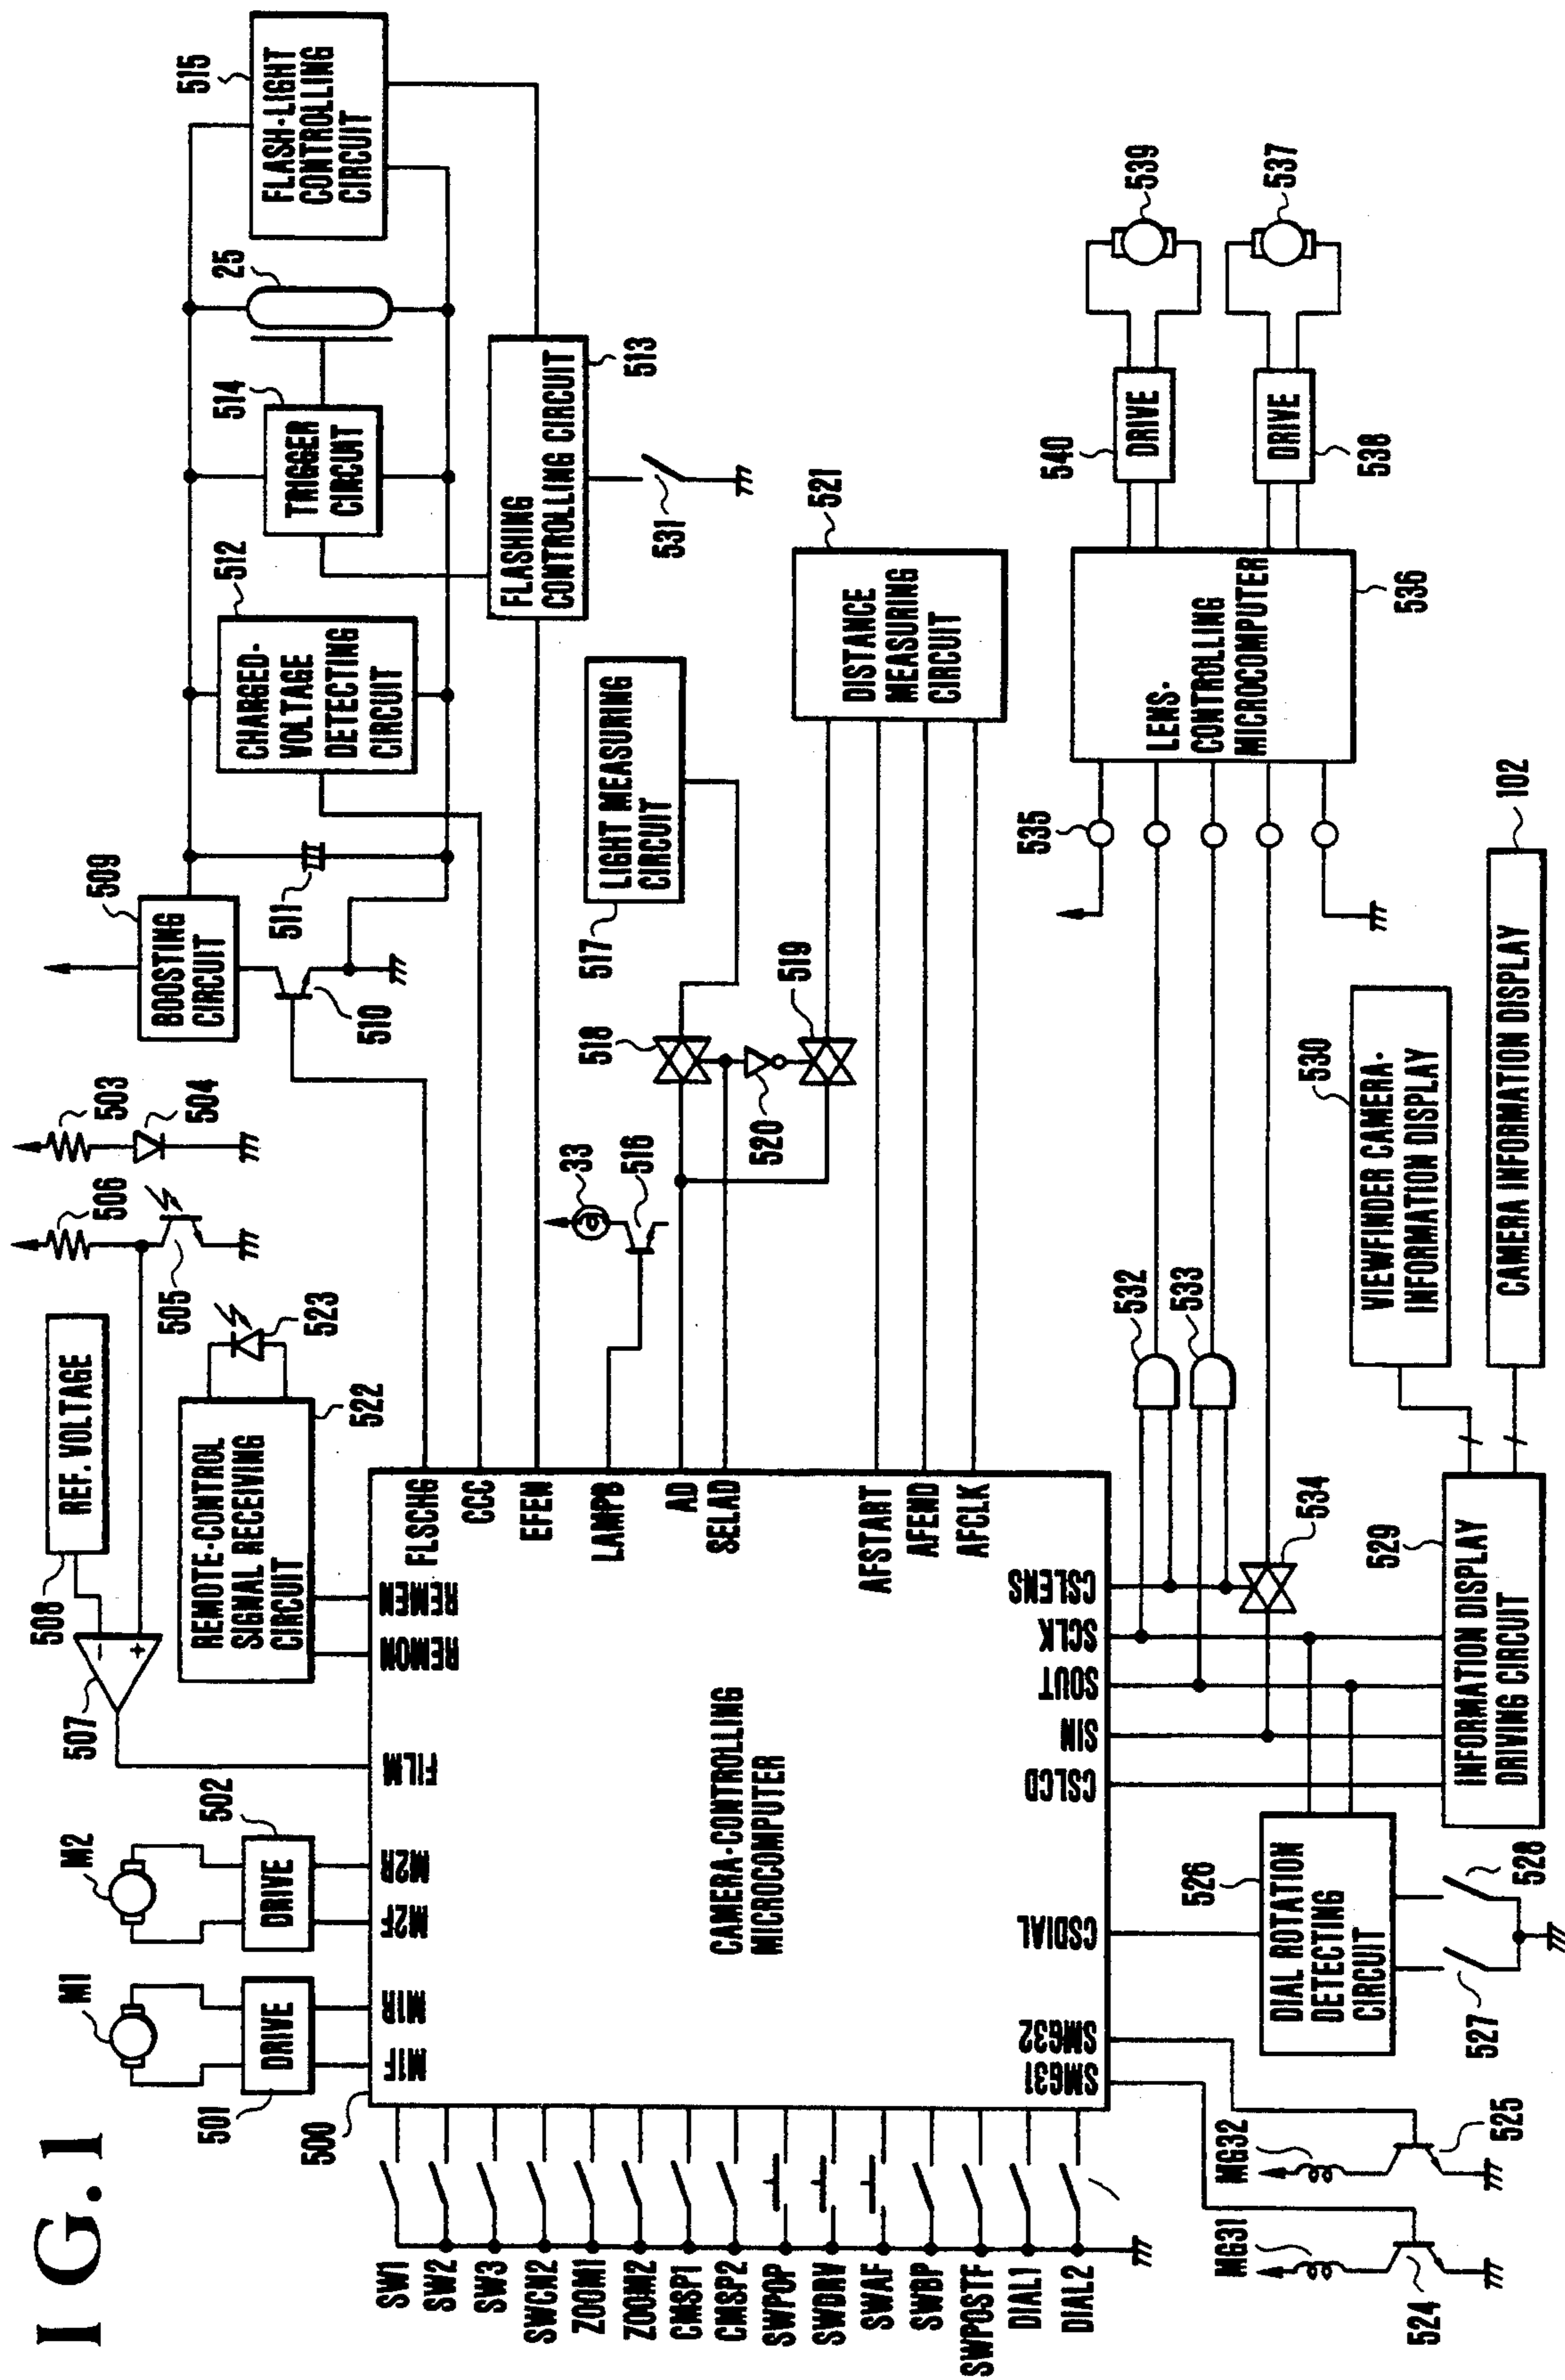 I G. 1
M1
M2
501
DRIVE
502
DRIVE
507
508
REF. VOLTAGE
505
506
503
504
REMOTE-CONTROL
SIGNAL RECEIVING
CIRCUIT
523
522
509
BOOSTING
CIRCUIT
510
511
512
CHARGED-
VOLTAGE
DETECTING
CIRCUIT
514
TRIGGER
CIRCUIT
25
515
FLASH-LIGHT
CONTROLLING
CIRCUIT
FLASHING
CONTROLLING CIRCUIT
513
531
500
M1F
M1R
M2F
M2R
FILM
REMON
REMEN
FLSCHG
CCC
EFEN
LAMPB
AD
SELAD
AFSTART
AFEND
AFCLK
CAMERA-CONTROLLING
MICROCOMPUTER
SMG31
SMG32
CSDIAL
CSLCD
SIN
SOUT
SCLK
CSLENS
33
516
517
LIGHT MEASURING
CIRCUIT
518
520
519
521
DISTANCE
MEASURING
CIRCUIT
SW1
SW2
SW3
SWCN2
ZOOM1
ZOOM2
CMSP1
CMSP2
SWPOP
SWDRV
SWAF
SWBP
SWPOSTF
DIAL1
DIAL2
532
533
534
535
LENS-
CONTROLLING
MICROCOMPUTER
536
540
DRIVE
539
DRIVE
538
537
MG31
MG32
524
525
526
DIAL ROTATION
DETECTING
CIRCUIT
527
528
529
INFORMATION DISPLAY
DRIVING CIRCUIT
530
VIEWFINDER CAMERA-
INFORMATION DISPLAY
CAMERA INFORMATION DISPLAY
102